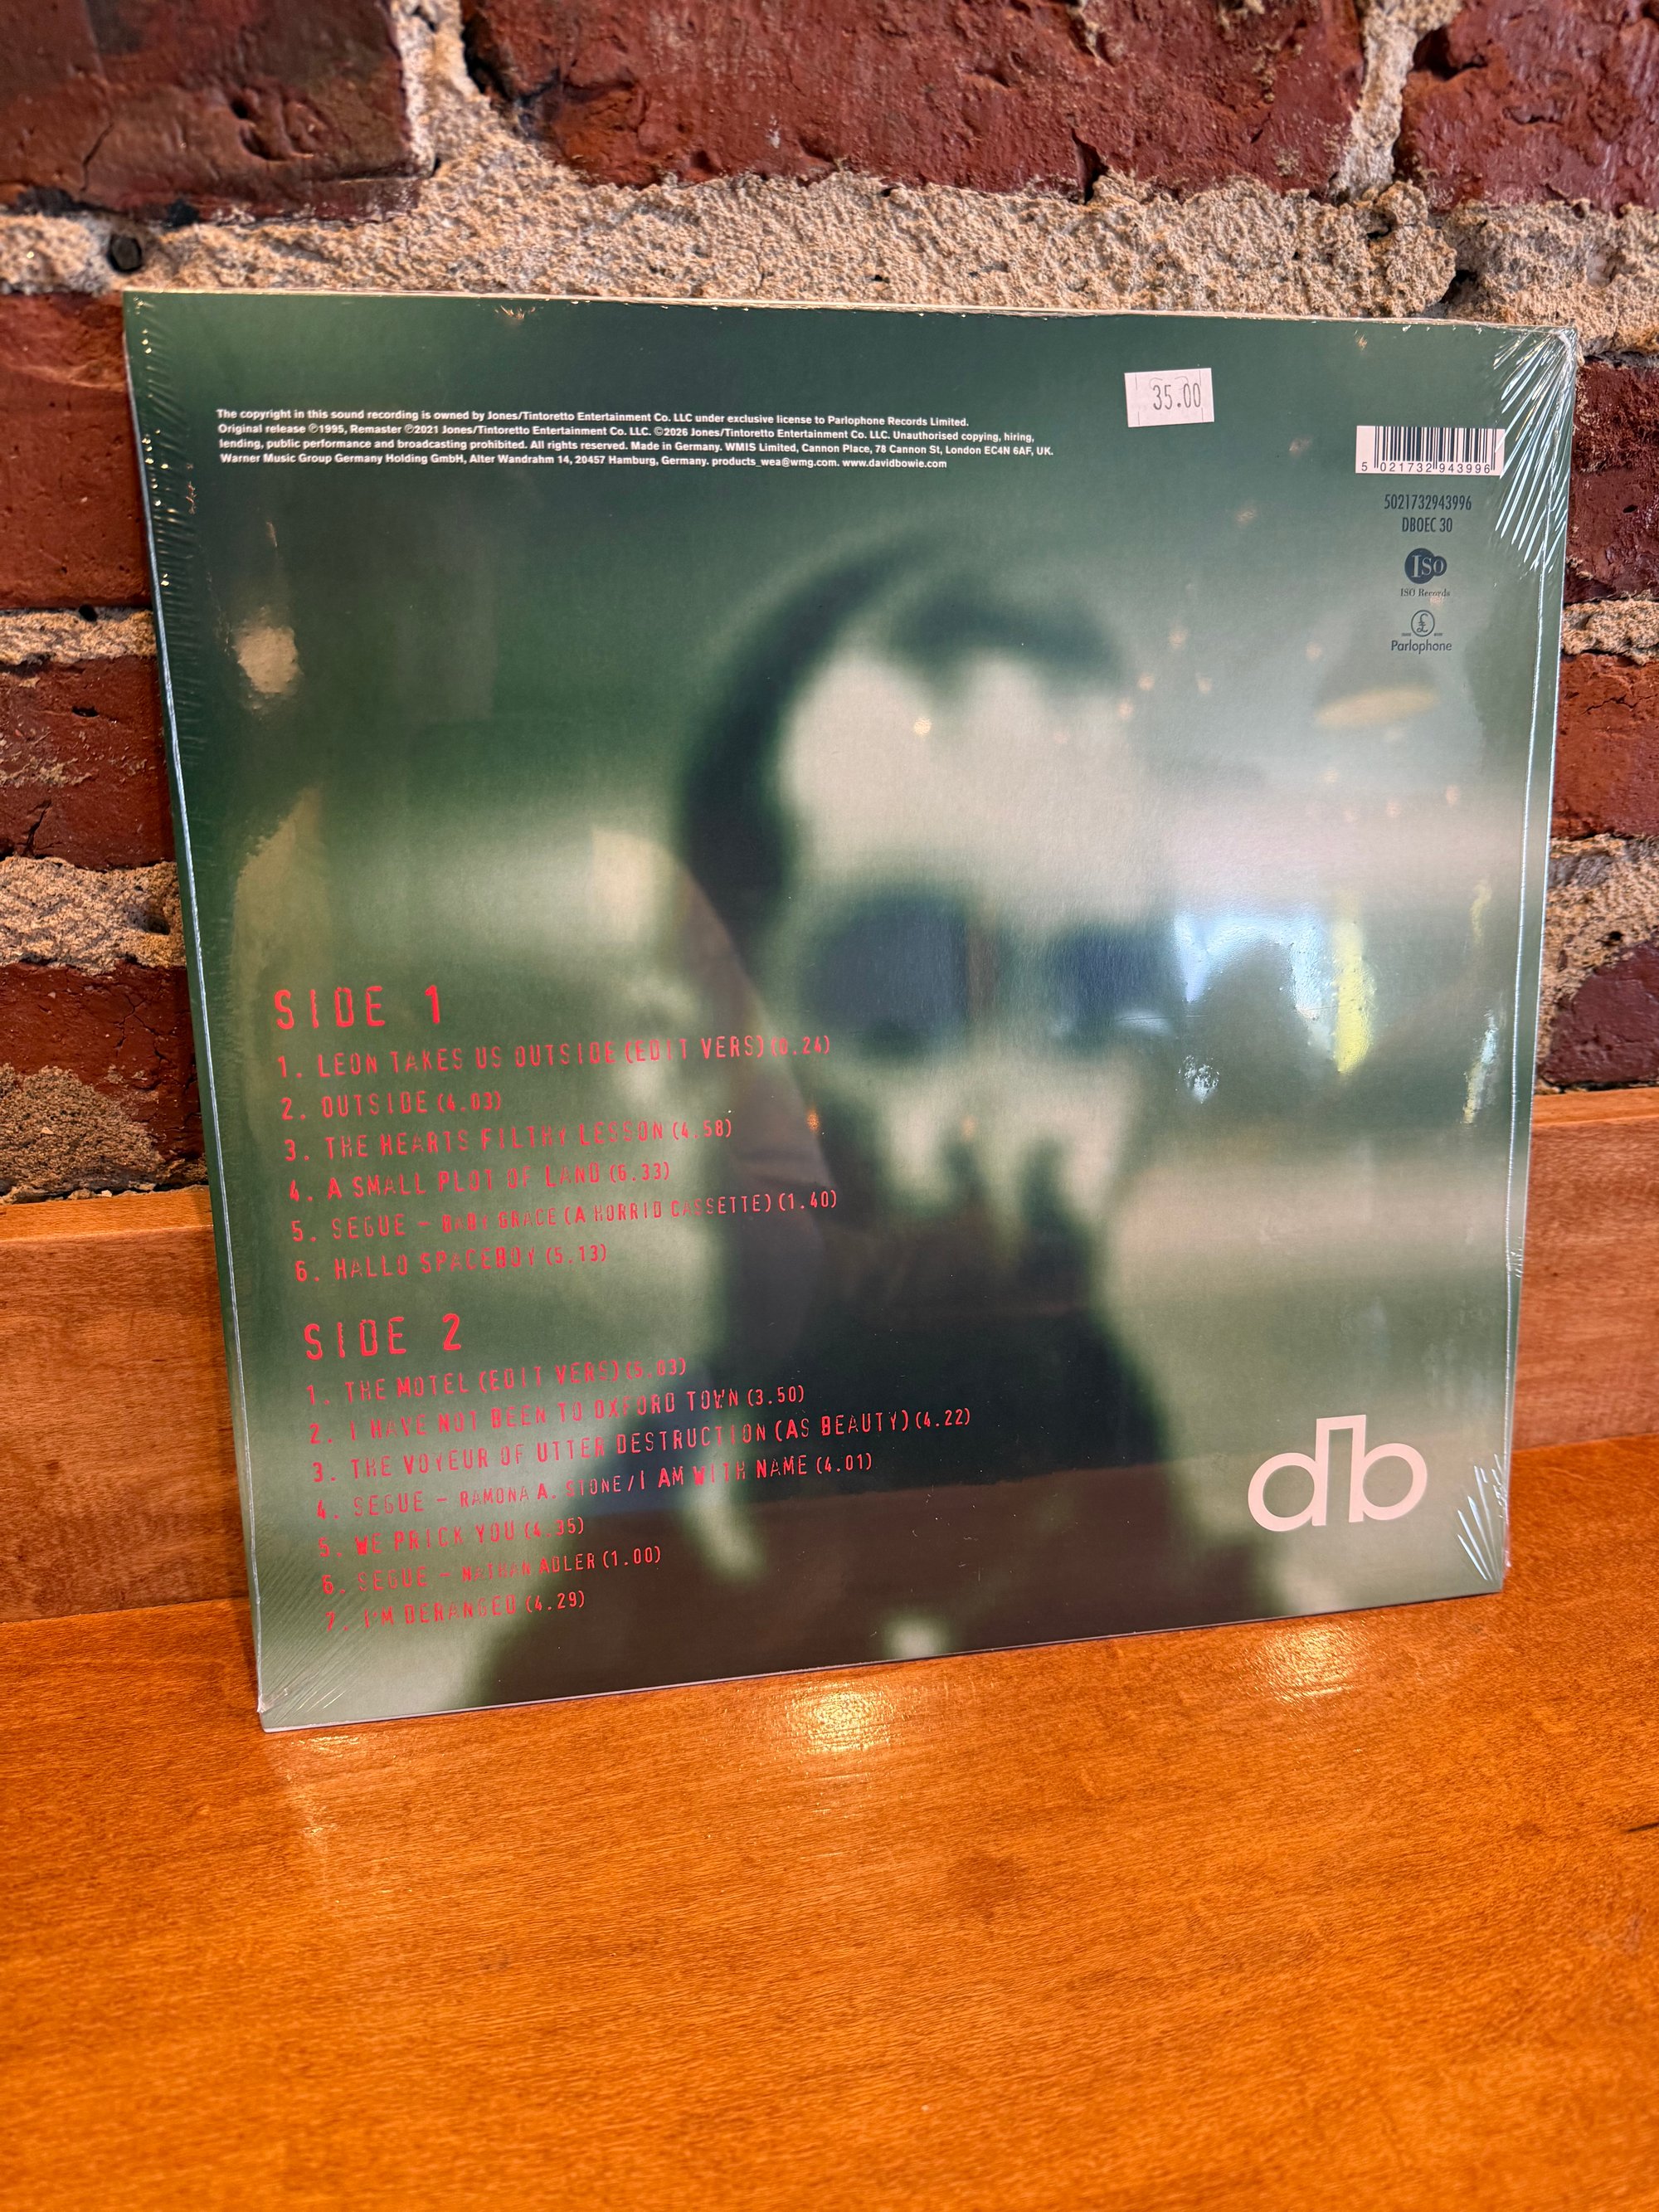 The copyright in this sound recording is owned by Jones/Tintoretto Entertainment Co. LLC under exclusive license to Parlophone Records Limited.
Original release ℗1995, Remaster ℗2021 Jones/Tintoretto Entertainment Co. LLC. ©2026 Jones/Tintoretto Entertainment Co. LLC. Unauthorised copying, hiring,
lending, public performance and broadcasting prohibited. All rights reserved. Made in Germany. WMIS Limited, Cannon Place, 78 Cannon St, London EC4N 6AF, UK.
Warner Music Group Germany Holding GmbH, Alter Wandrahm 14, 20457 Hamburg, Germany. products_wea@wmg.com. www.davidbowie.com
35.00
5 021732 943996
5021732943996
DBOEC 30
ISO
ISO Records
£
Parlophone
SIDE 1
1. LEON TAKES US OUTSIDE (EDIT VERS) (0.24)
2. OUTSIDE (4.03)
3. THE HEARTS FILTHY LESSON (4.58)
4. A SMALL PLOT OF LAND (6.33)
5. SEGUE - BABY GRACE (A HORRID CASSETTE) (1.40)
6. HALLO SPACEBOY (5.13)
SIDE 2
1. THE MOTEL (EDIT VERS) (5.03)
2. I HAVE NOT BEEN TO OXFORD TOWN (3.50)
3. THE VOYEUR OF UTTER DESTRUCTION (AS BEAUTY) (4.22)
4. SEGUE - RAMONA A. STONE/I AM WITH NAME (4.01)
5. WE PRICK YOU (4.35)
6. SEGUE - NATHAN ADLER (1.00)
7. I'M DERANGED (4.29)
db